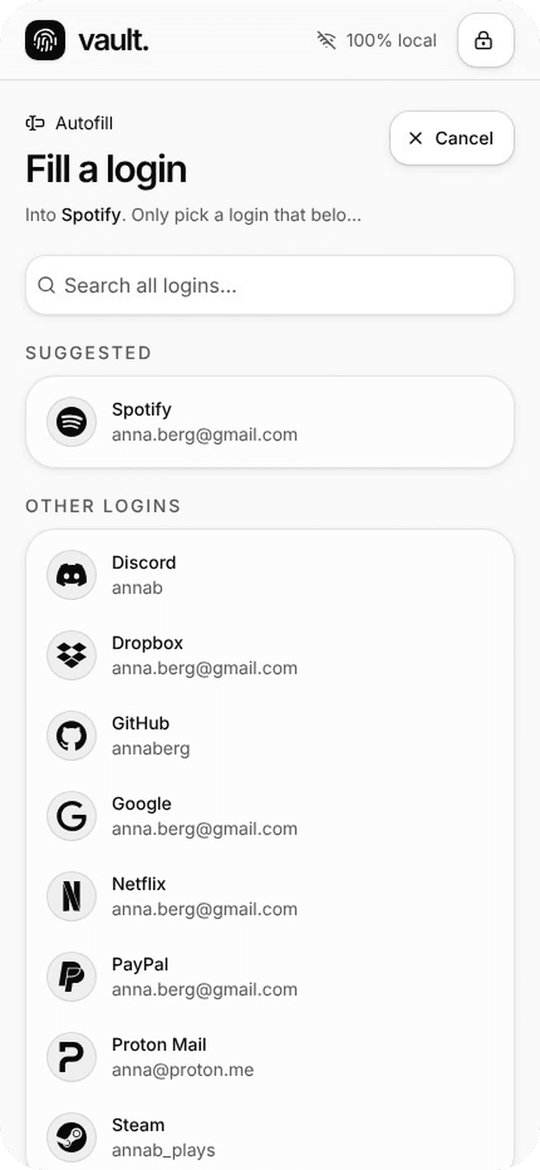 vault.
100% local
Autofill
Cancel
Fill a login
Into Spotify. Only pick a login that belo...
Search all logins...
SUGGESTED
Spotify
anna.berg@gmail.com
OTHER LOGINS
Discord
annab
Dropbox
anna.berg@gmail.com
GitHub
annaberg
Google
anna.berg@gmail.com
Netflix
anna.berg@gmail.com
PayPal
anna.berg@gmail.com
Proton Mail
anna@proton.me
Steam
annab_plays